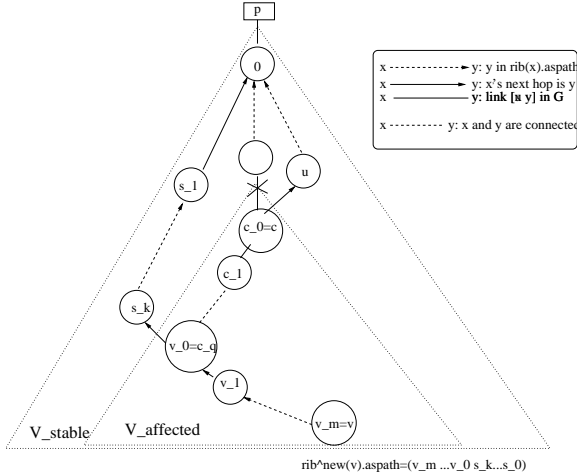 p
0
x y: y in rib(x).aspath
x y: x's next hop is y
x y: link [x y] in G
x y: x and y are connected
u
s_1
c_0=c
c_1
s_k
v_0=c_q
v_1
v_m=v
V_stable
V_affected
rib^new(v).aspath=(v_m ...v_0 s_k...s_0)